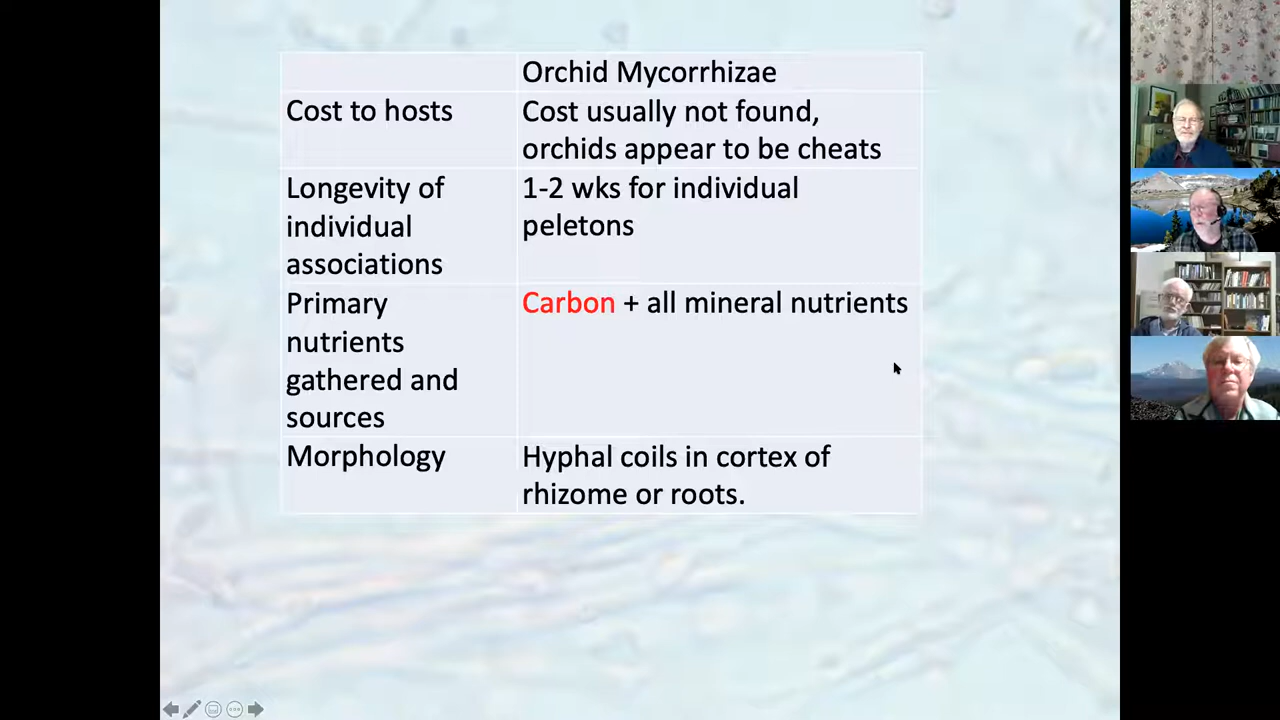 Orchid Mycorrhizae
Cost to hosts
Cost usually not found,
orchids appear to be cheats
Longevity of
individual
associations
1-2 wks for individual
peletons
Primary
nutrients
gathered and
sources
Carbon + all mineral nutrients
Morphology
Hyphal coils in cortex of
rhizome or roots.